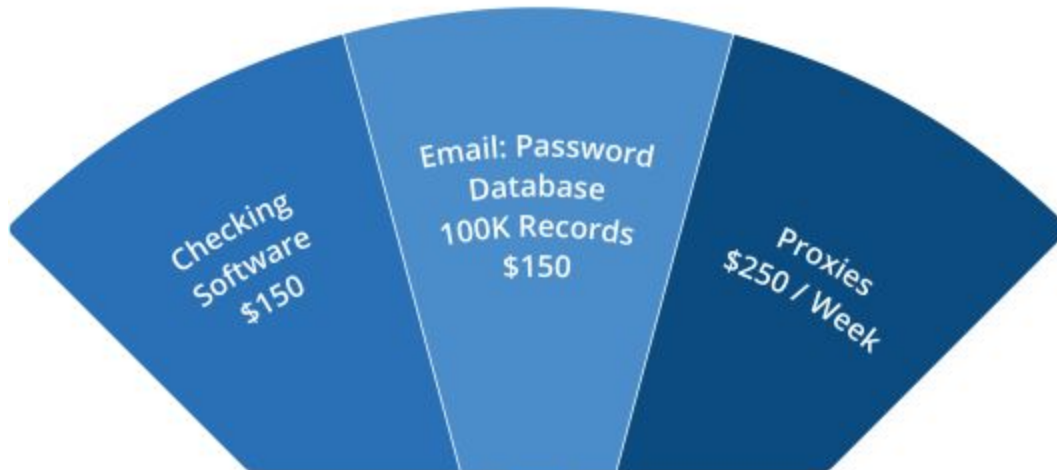 Checking
Software
$150
Email: Password
Database
100K Records
$150
Proxies
$250 / Week